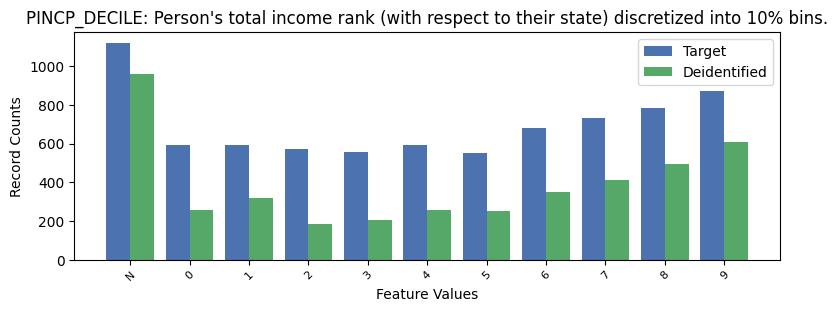 PINCP_DECILE: Person's total income rank (with respect to their state) discretized into 10% bins.
Target
Deidentified
Record Counts
1000
800
600
400
200
0
N 0 1 2 3 4 5 6 7 8 9
Feature Values